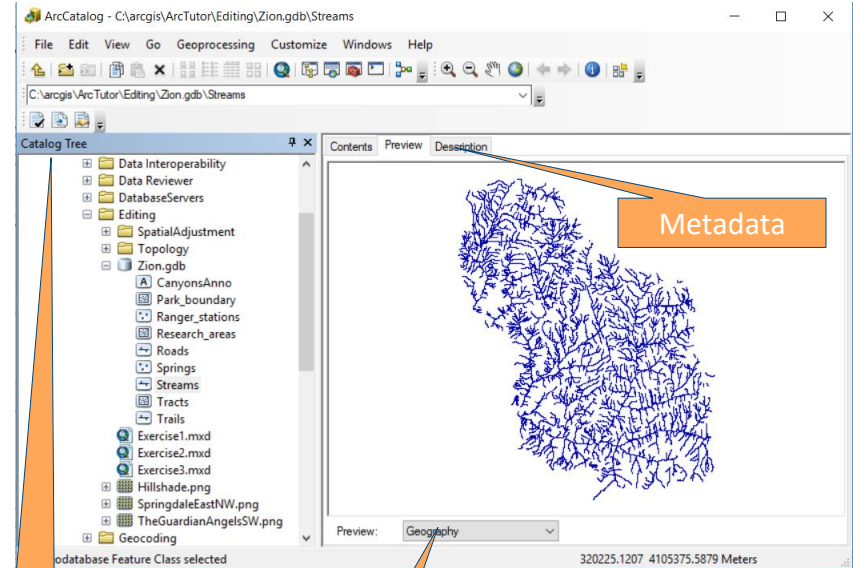 ArcCatalog - C:\arcgis\ArcTutor\Editing\Zion.gdb\Streams
File Edit View Go Geoprocessing Customize Windows Help
C:\arcgis\ArcTutor\Editing\Zion.gdb\Streams
Catalog Tree
Contents Preview Description
Data Interoperability
Data Reviewer
DatabaseServers
Editing
SpatialAdjustment
Topology
Zion.gdb
A CanyonsAnno
Park_boundary
Ranger_stations
Research_areas
Roads
Springs
Streams
Tracts
Trails
Exercise1.mxd
Exercise2.mxd
Exercise3.mxd
Hillshade.png
SpringdaleEastNW.png
TheGuardianAngelsSW.png
Geocoding
Metadata
Preview: Geography
odatabase Feature Class selected
320225.1207 4105375.5879 Meters